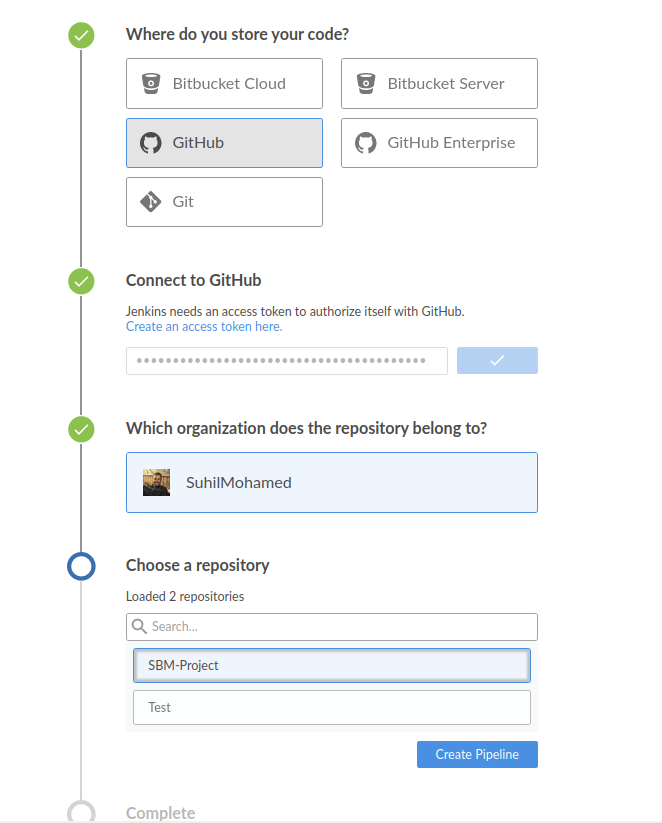 Where do you store your code?
Bitbucket Cloud
Bitbucket Server
GitHub
GitHub Enterprise
Git
Connect to GitHub
Jenkins needs an access token to authorize itself with GitHub.
Create an access token here.
Which organization does the repository belong to?
SuhilMohamed
Choose a repository
Loaded 2 repositories
Search...
SBM-Project
Test
Create Pipeline
Complete